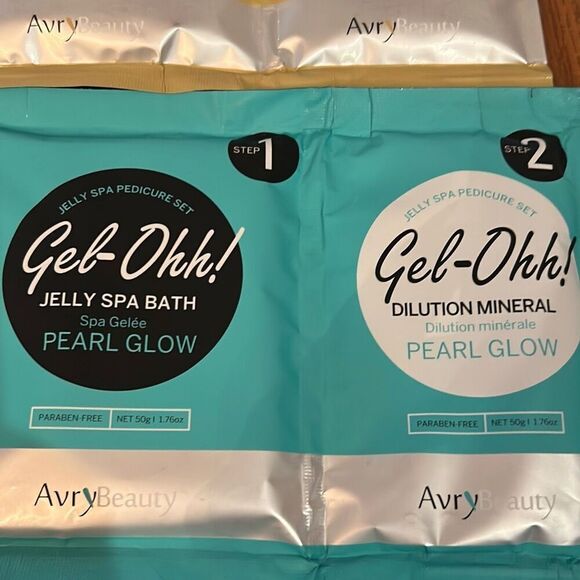 AvryBeauty
AvryBeauty
STEP 1
JELLY SPA PEDICURE SET
Gel-Ohh!
JELLY SPA BATH
Spa Gelée
PEARL GLOW
PARABEN-FREE NET 50g | 1.76oz
AvryBeauty
STEP 2
JELLY SPA PEDICURE SET
Gel-Ohh!
DILUTION MINERAL
Dilution minérale
PEARL GLOW
PARABEN-FREE NET 50g | 1.76oz
AvryBeauty